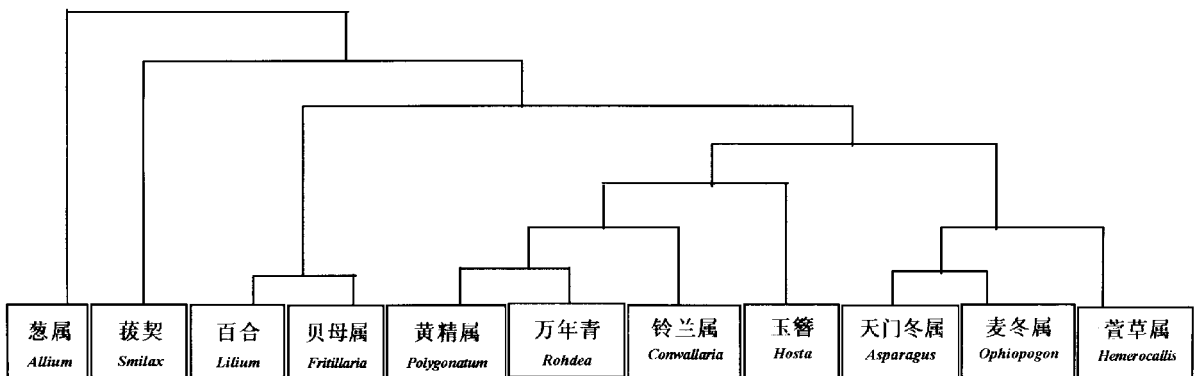 葱属
Allium
菝契
Smilax
百合
Lilium
贝母属
Fritillaria
黄精属
Polygonatum
万年青
Rohdea
铃兰属
Convallaria
玉簪
Hosta
天门冬属
Asparagus
麦冬属
Ophiopogon
萱草属
Hemerocallis